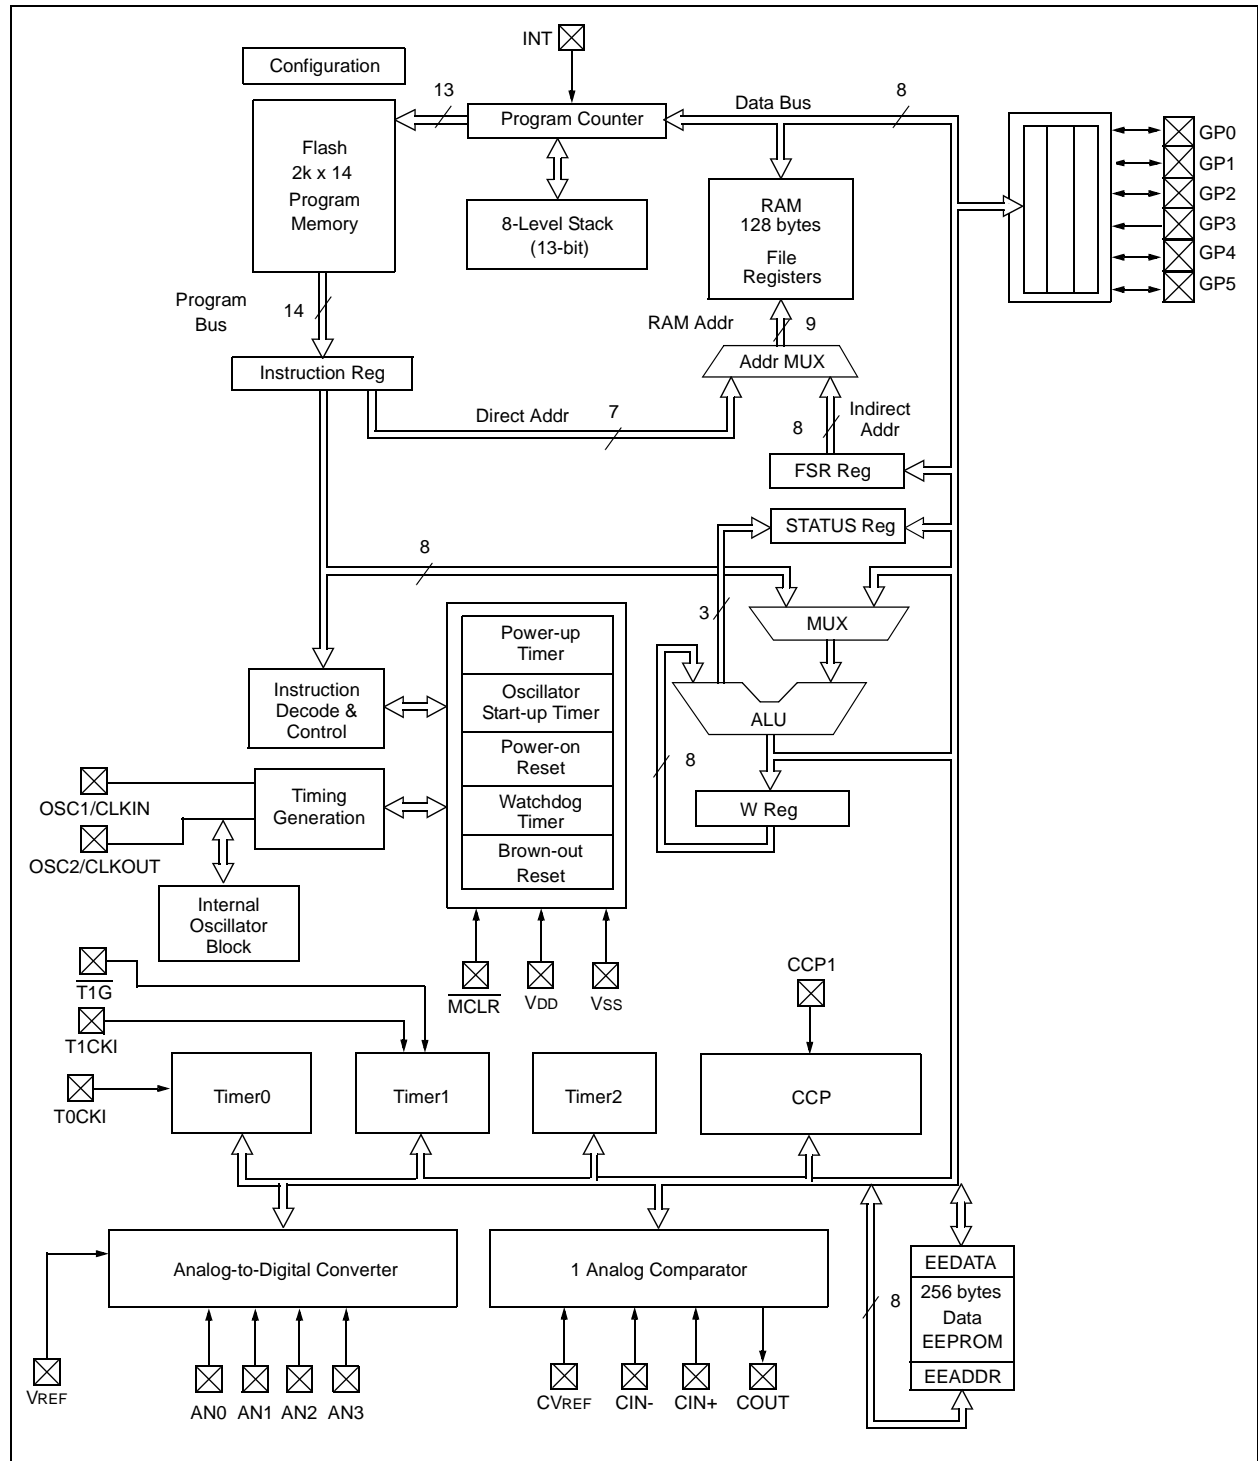 INT
Configuration
13
Program Counter
Data Bus
8
Flash
2k x 14
Program
Memory
8-Level Stack
(13-bit)
RAM
128 bytes
File
Registers
GP0
GP1
GP2
GP3
GP4
GP5
Program
Bus
14
RAM Addr
9
Addr MUX
Instruction Reg
Direct Addr
7
8
Indirect
Addr
FSR Reg
STATUS Reg
8
3
MUX
Power-up
Timer
Oscillator
Start-up Timer
Power-on
Reset
Watchdog
Timer
Brown-out
Reset
Instruction
Decode &
Control
ALU
8
W Reg
OSC1/CLKIN
Timing
Generation
OSC2/CLKOUT
Internal
Oscillator
Block
T1G
MCLR
VDD
VSS
CCP1
T1CKI
T0CKI
Timer0
Timer1
Timer2
CCP
Analog-to-Digital Converter
1 Analog Comparator
EEDATA
256 bytes
Data
EEPROM
EEADDR
8
VREF
AN0 AN1 AN2 AN3
CVREF
CIN-
CIN+
COUT